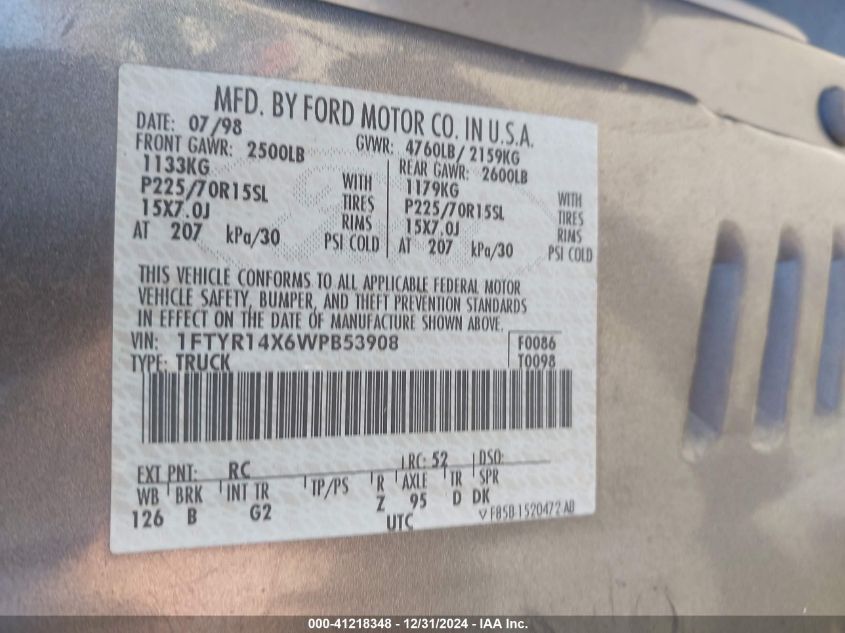 MFD. BY FORD MOTOR CO. IN U.S.A.
DATE: 07/98 GVWR: 4760LB/ 2159KG
FRONT GAWR: 2500LB REAR GAWR: 2600LB
1133KG WITH 1179KG WITH
P225/70R15SL TIRES P225/70R15SL TIRES
15X7.0J RIMS 15X7.0J RIMS
AT 207 kPa/30 PSI COLD AT 207 kPa/30 PSI COLD
THIS VEHICLE CONFORMS TO ALL APPLICABLE FEDERAL MOTOR
VEHICLE SAFETY, BUMPER, AND THEFT PREVENTION STANDARDS
IN EFFECT ON THE DATE OF MANUFACTURE SHOWN ABOVE.
VIN: 1FTYR14X6WPB53908 F0086
TYPE: TRUCK T0098
EXT PNT: RC RC: 52 DSO:
WB BRK INT TR TP/PS R AXLE TR SPR
126 B G2 Z 95 D DK
UTC F85B 1520472 AB
000-41218348 - 12/31/2024 - IAA Inc.